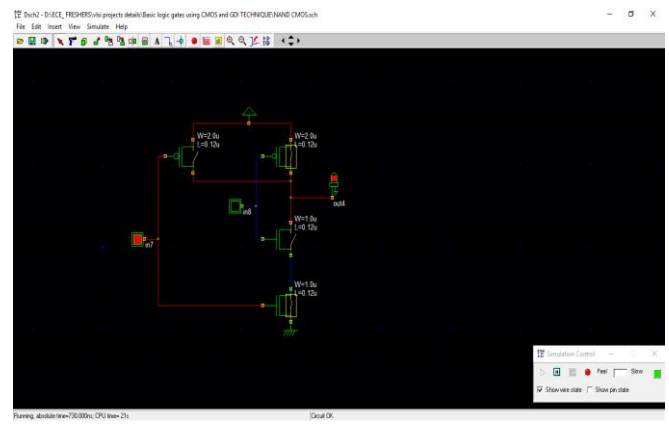 Dsch2 - D:\ECE_FRESHERS\vlsi projects details\Basic logic gates using CMOS and GDI TECHNIQUE\NAND CMOS.sch
File Edit Insert View Simulate Help
W=2.0u
L=0.12u
W=2.0u
L=0.12u
in8
out4
W=1.0u
L=0.12u
in7
W=1.0u
L=0.12u
Simulation Control
Fast Slow
Show wire state Show pin state
Running, absolute time=730.000ns; CPU time= 21s
Circuit OK